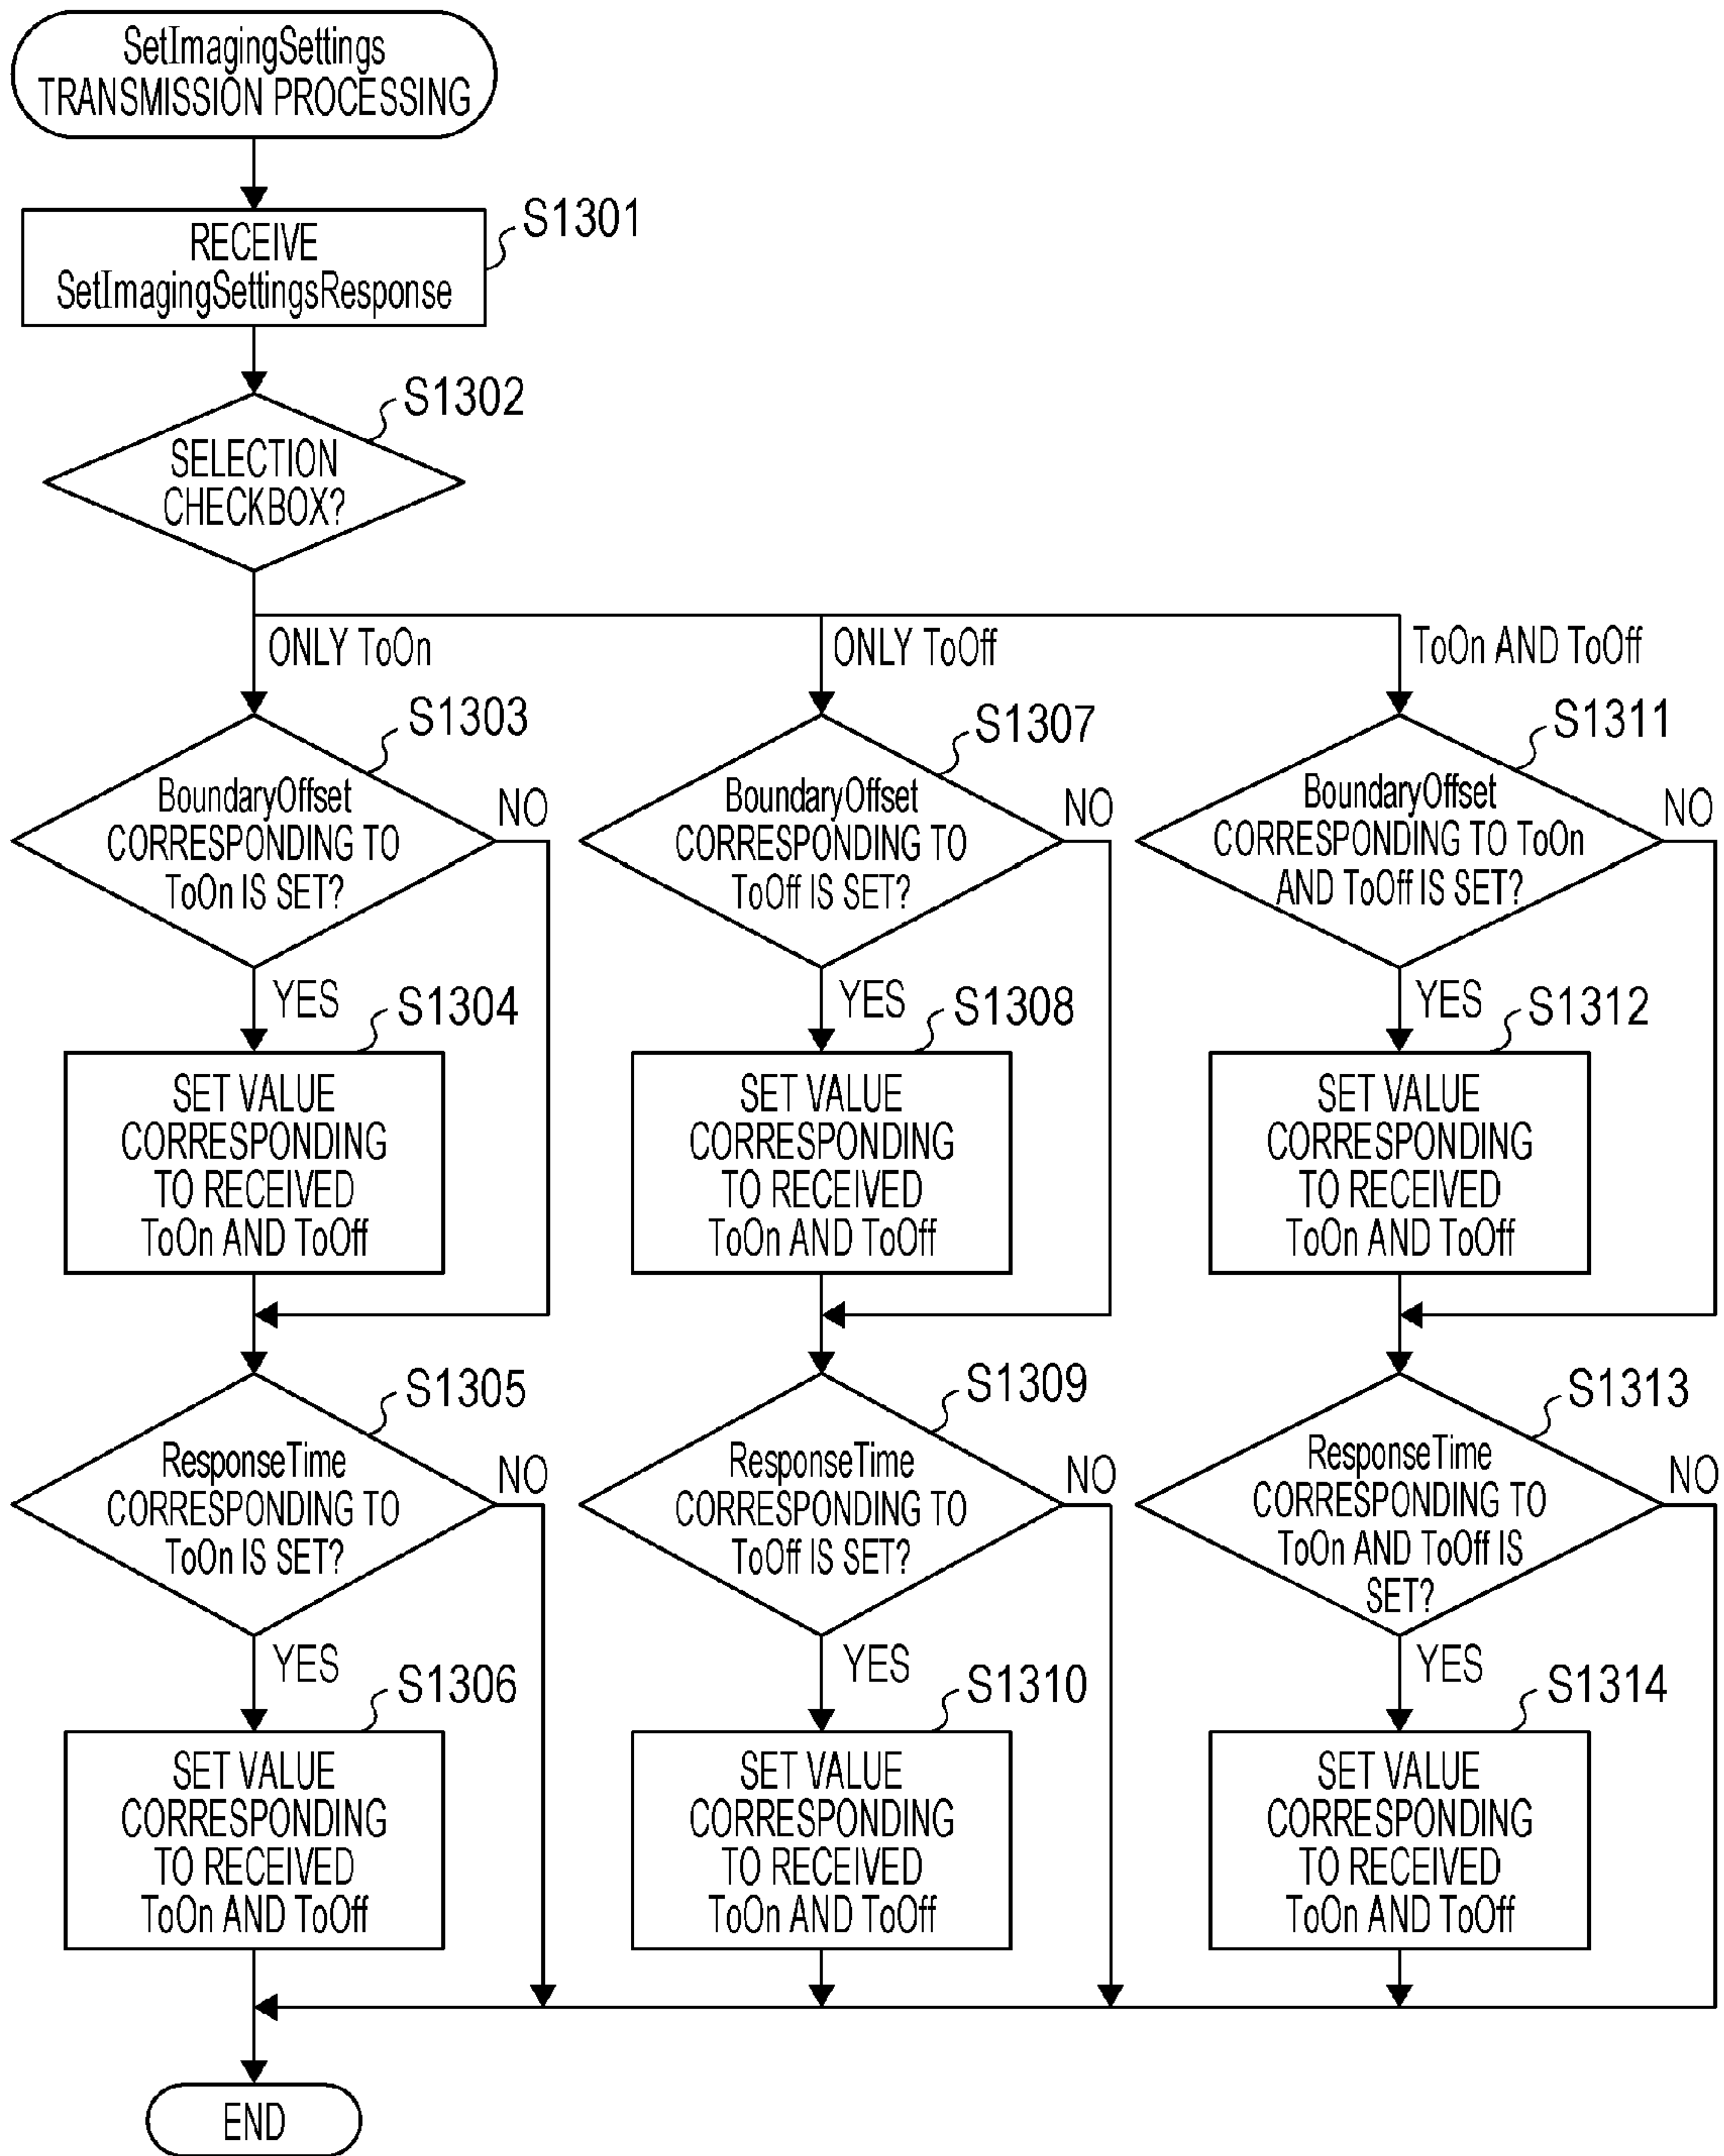 SetImagingSettings
TRANSMISSION PROCESSING
S1301
RECEIVE
SetImagingSettingsResponse
S1302
SELECTION
CHECKBOX?
ONLY ToOn
ONLY ToOff
ToOn AND ToOff
S1303
BoundaryOffset
CORRESPONDING TO
ToOn IS SET?
NO
YES
S1304
SET VALUE
CORRESPONDING
TO RECEIVED
ToOn AND ToOff
S1305
ResponseTime
CORRESPONDING TO
ToOn IS SET?
NO
YES
S1306
SET VALUE
CORRESPONDING
TO RECEIVED
ToOn AND ToOff
S1307
BoundaryOffset
CORRESPONDING TO
ToOff IS SET?
NO
YES
S1308
SET VALUE
CORRESPONDING
TO RECEIVED
ToOn AND ToOff
S1309
ResponseTime
CORRESPONDING TO
ToOff IS SET?
NO
YES
S1310
SET VALUE
CORRESPONDING
TO RECEIVED
ToOn AND ToOff
S1311
BoundaryOffset
CORRESPONDING TO ToOn
AND ToOff IS SET?
NO
YES
S1312
SET VALUE
CORRESPONDING
TO RECEIVED
ToOn AND ToOff
S1313
ResponseTime
CORRESPONDING TO
ToOn AND ToOff IS
SET?
NO
YES
S1314
SET VALUE
CORRESPONDING
TO RECEIVED
ToOn AND ToOff
END